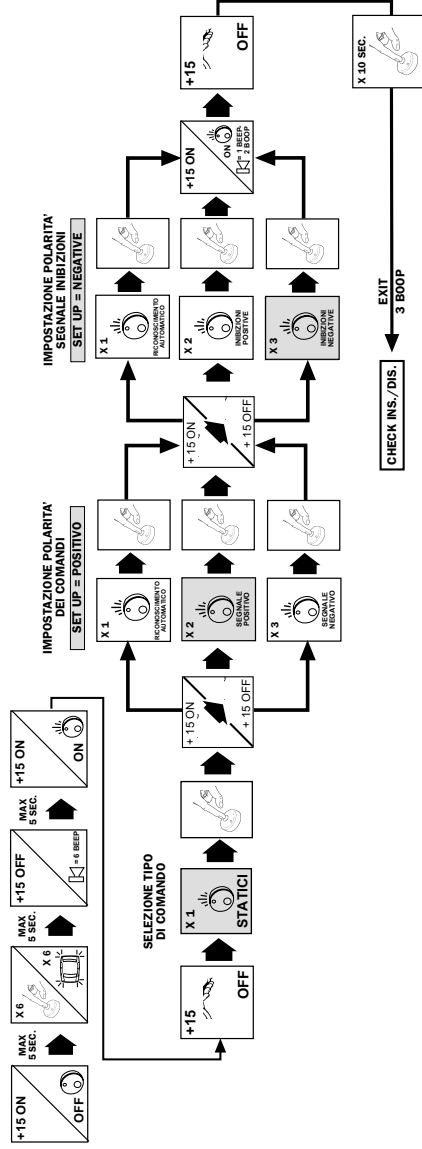 +15 ON
OFF
MAX
5 SEC.
X 6
X 6
MAX
5 SEC.
+15 OFF
= 6 BEEP
MAX
5 SEC.
+15 ON
ON
+15
OFF
SELEZIONE TIPO
DI COMANDO
X 1
STATICI
+ 15 ON
+ 15 OFF
IMPOSTAZIONE POLARITA'
DEI COMANDI
SET UP = POSITIVO
X 1
RICONOSCIMENTO
AUTOMATICO
X 2
SEGNALE
POSITIVO
X 3
SEGNALE
NEGATIVO
+ 15 ON
+ 15 OFF
IMPOSTAZIONE POLARITA'
SEGNALE INIBIZIONI
SET UP = NEGATIVE
X 1
RICONOSCIMENTO
AUTOMATICO
X 2
INIBIZIONI
POSITIVE
X 3
INIBIZIONI
NEGATIVE
+15 ON
ON
= 1 BEEP-
2 BOOP
+15
OFF
X 10 SEC.
EXIT
3 BOOP
CHECK INS./DIS.